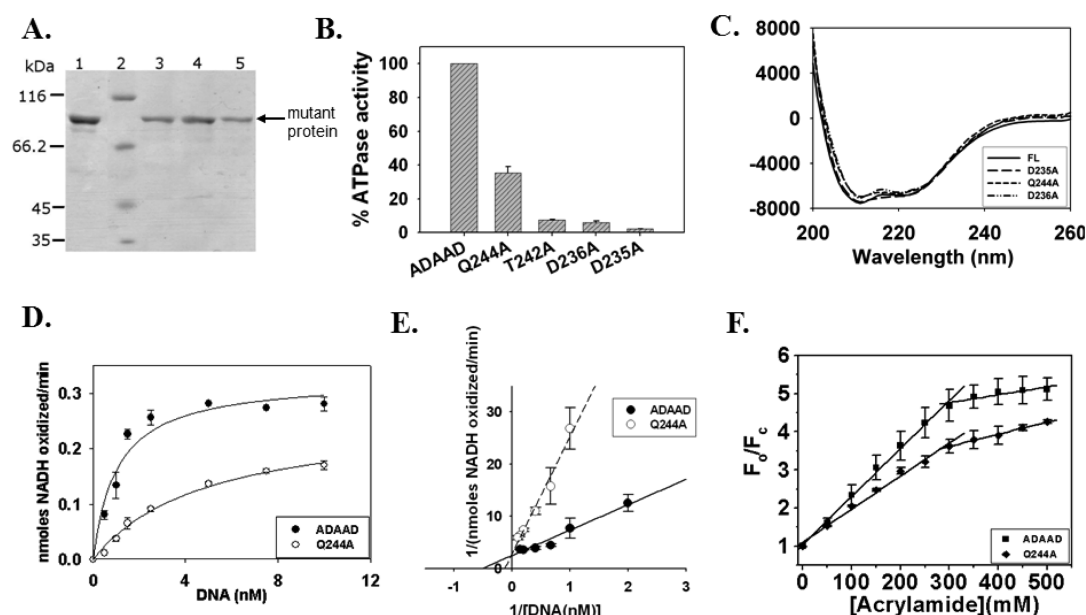 A.
kDa
1 2 3 4 5
116
66.2
45
35
mutant
protein
B.
% ATPase activity
100
80
60
40
20
0
ADAAD
Q244A
T242A
D236A
D235A
C.
8000
4000
0
-4000
-8000
200 220 240 260
Wavelength (nm)
FL
D235A
Q244A
D236A
D.
nmoles NADH oxidized/min
0.3
0.2
0.1
0.0
0 4 8 12
DNA (nM)
ADAAD
Q244A
E.
1/(nmoles NADH oxidized/min)
30
20
10
0
-1 0 1 2 3
1/[DNA(nM)]
ADAAD
Q244A
F.
Fo/Fc
6
5
4
3
2
1
0
0 100 200 300 400 500
[Acrylamide](mM)
ADAAD
Q244A